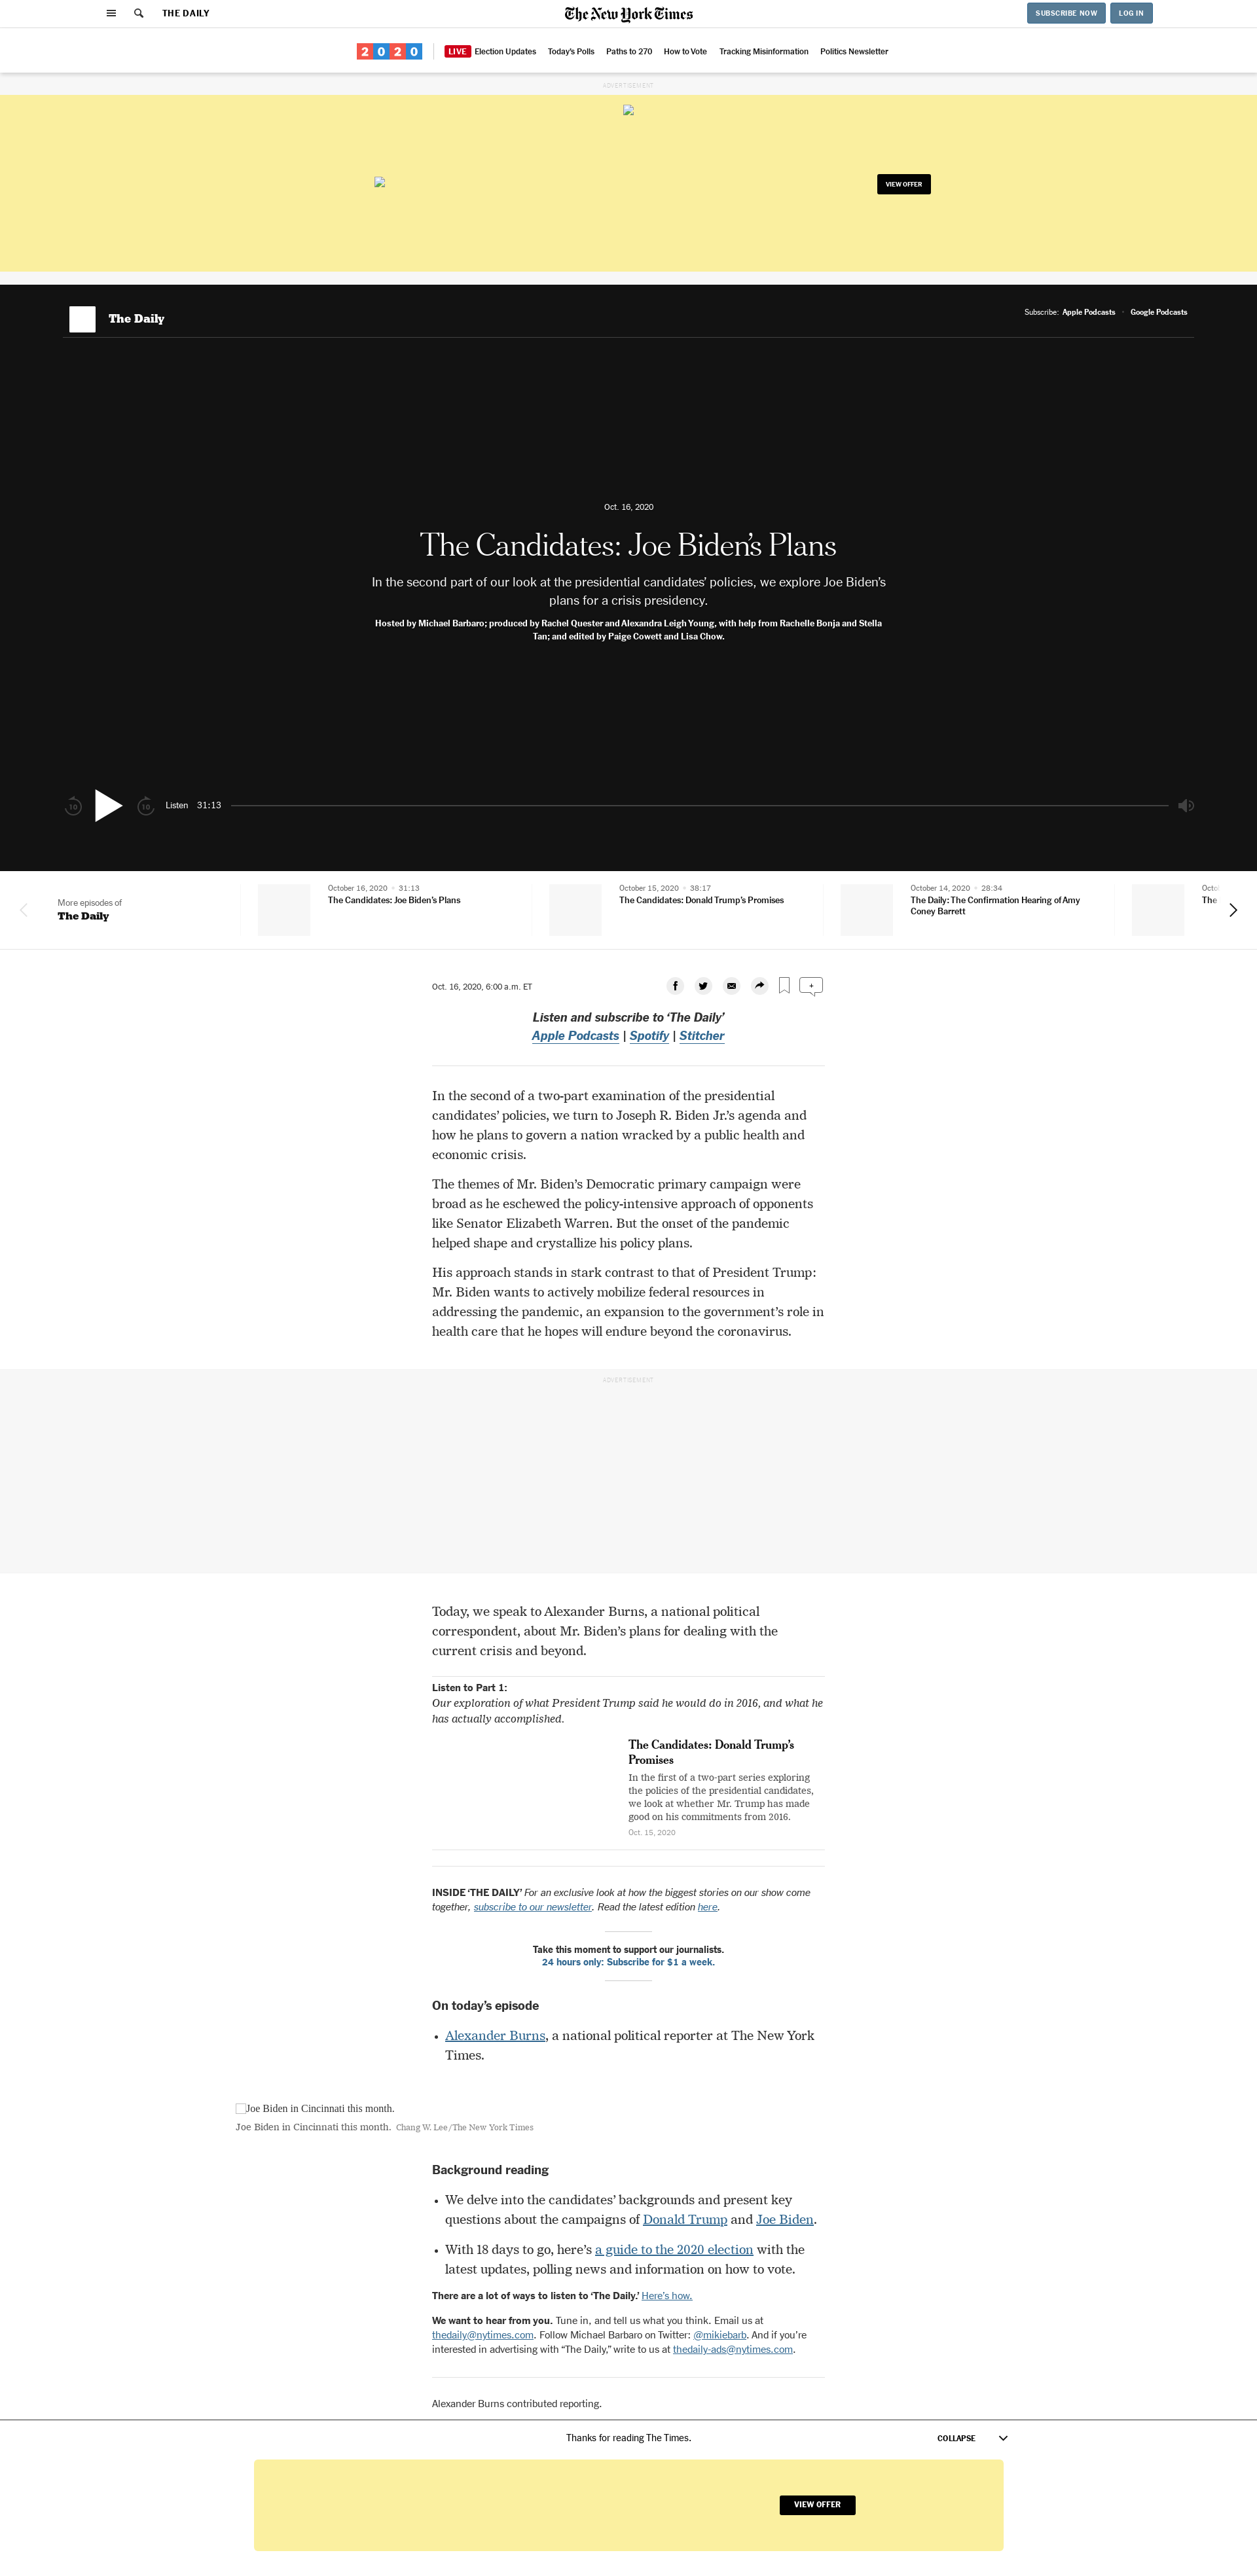 THE DAILY
The New York Times
SUBSCRIBE NOW
LOG IN
2020
LIVE Election Updates
Today's Polls
Paths to 270
How to Vote
Tracking Misinformation
Politics Newsletter
ADVERTISEMENT
VIEW OFFER
The Daily
Subscribe: Apple Podcasts
Google Podcasts
Oct. 16, 2020
The Candidates: Joe Biden’s Plans
In the second part of our look at the presidential candidates’ policies, we explore Joe Biden’s
plans for a crisis presidency.
Hosted by Michael Barbaro; produced by Rachel Quester and Alexandra Leigh Young, with help from Rachelle Bonja and Stella
Tan; and edited by Paige Cowett and Lisa Chow.
10
10
Listen 31:13
More episodes of
The Daily
October 16, 2020 • 31:13
The Candidates: Joe Biden’s Plans
October 15, 2020 • 38:17
The Candidates: Donald Trump’s Promises
October 14, 2020 • 28:34
The Daily: The Confirmation Hearing of Amy
Coney Barrett
The
Oct. 16, 2020, 6:00 a.m. ET
+
Listen and subscribe to ‘The Daily’
Apple Podcasts | Spotify | Stitcher
In the second of a two-part examination of the presidential
candidates’ policies, we turn to Joseph R. Biden Jr.’s agenda and
how he plans to govern a nation wracked by a public health and
economic crisis.
The themes of Mr. Biden’s Democratic primary campaign were
broad as he eschewed the policy-intensive approach of opponents
like Senator Elizabeth Warren. But the onset of the pandemic
helped shape and crystallize his policy plans.
His approach stands in stark contrast to that of President Trump:
Mr. Biden wants to actively mobilize federal resources in
addressing the pandemic, an expansion to the government’s role in
health care that he hopes will endure beyond the coronavirus.
ADVERTISEMENT
Today, we speak to Alexander Burns, a national political
correspondent, about Mr. Biden’s plans for dealing with the
current crisis and beyond.
Listen to Part 1:
Our exploration of what President Trump said he would do in 2016, and what he
has actually accomplished.
The Candidates: Donald Trump’s
Promises
In the first of a two-part series exploring
the policies of the presidential candidates,
we look at whether Mr. Trump has made
good on his commitments from 2016.
Oct. 15, 2020
INSIDE ‘THE DAILY’ For an exclusive look at how the biggest stories on our show come
together, subscribe to our newsletter. Read the latest edition here.
Take this moment to support our journalists.
24 hours only: Subscribe for $1 a week.
On today’s episode
• Alexander Burns, a national political reporter at The New York
Times.
Joe Biden in Cincinnati this month.
Joe Biden in Cincinnati this month. Chang W. Lee/The New York Times
Background reading
• We delve into the candidates’ backgrounds and present key
questions about the campaigns of Donald Trump and Joe Biden.
• With 18 days to go, here’s a guide to the 2020 election with the
latest updates, polling news and information on how to vote.
There are a lot of ways to listen to ‘The Daily.’ Here’s how.
We want to hear from you. Tune in, and tell us what you think. Email us at
thedaily@nytimes.com. Follow Michael Barbaro on Twitter: @mikiebarb. And if you’re
interested in advertising with “The Daily,” write to us at thedaily-ads@nytimes.com.
Alexander Burns contributed reporting.
Thanks for reading The Times.
COLLAPSE
VIEW OFFER